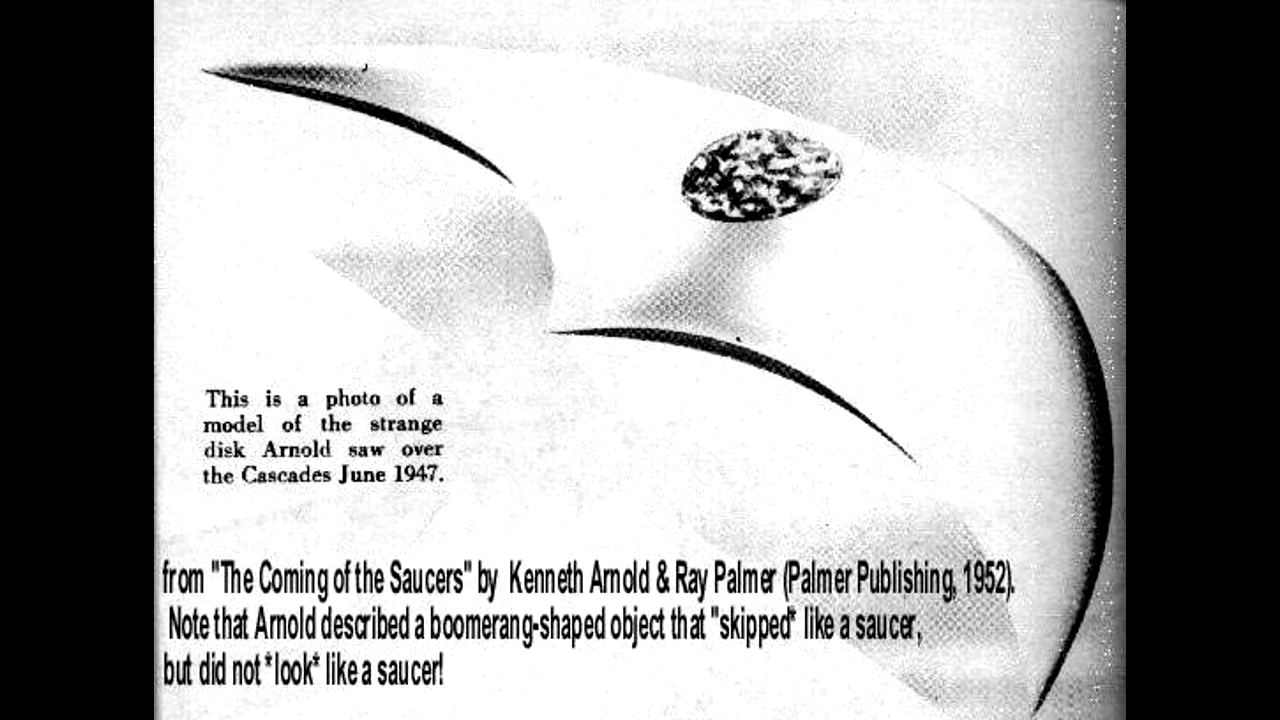 This is a photo of a
model of the strange
disk Arnold saw over
the Cascades June 1947.
from "The Coming of the Saucers" by Kenneth Arnold & Ray Palmer (Palmer Publishing, 1952).
Note that Arnold described a boomerang-shaped object that "skipped* like a saucer,
but did not *look* like a saucer!